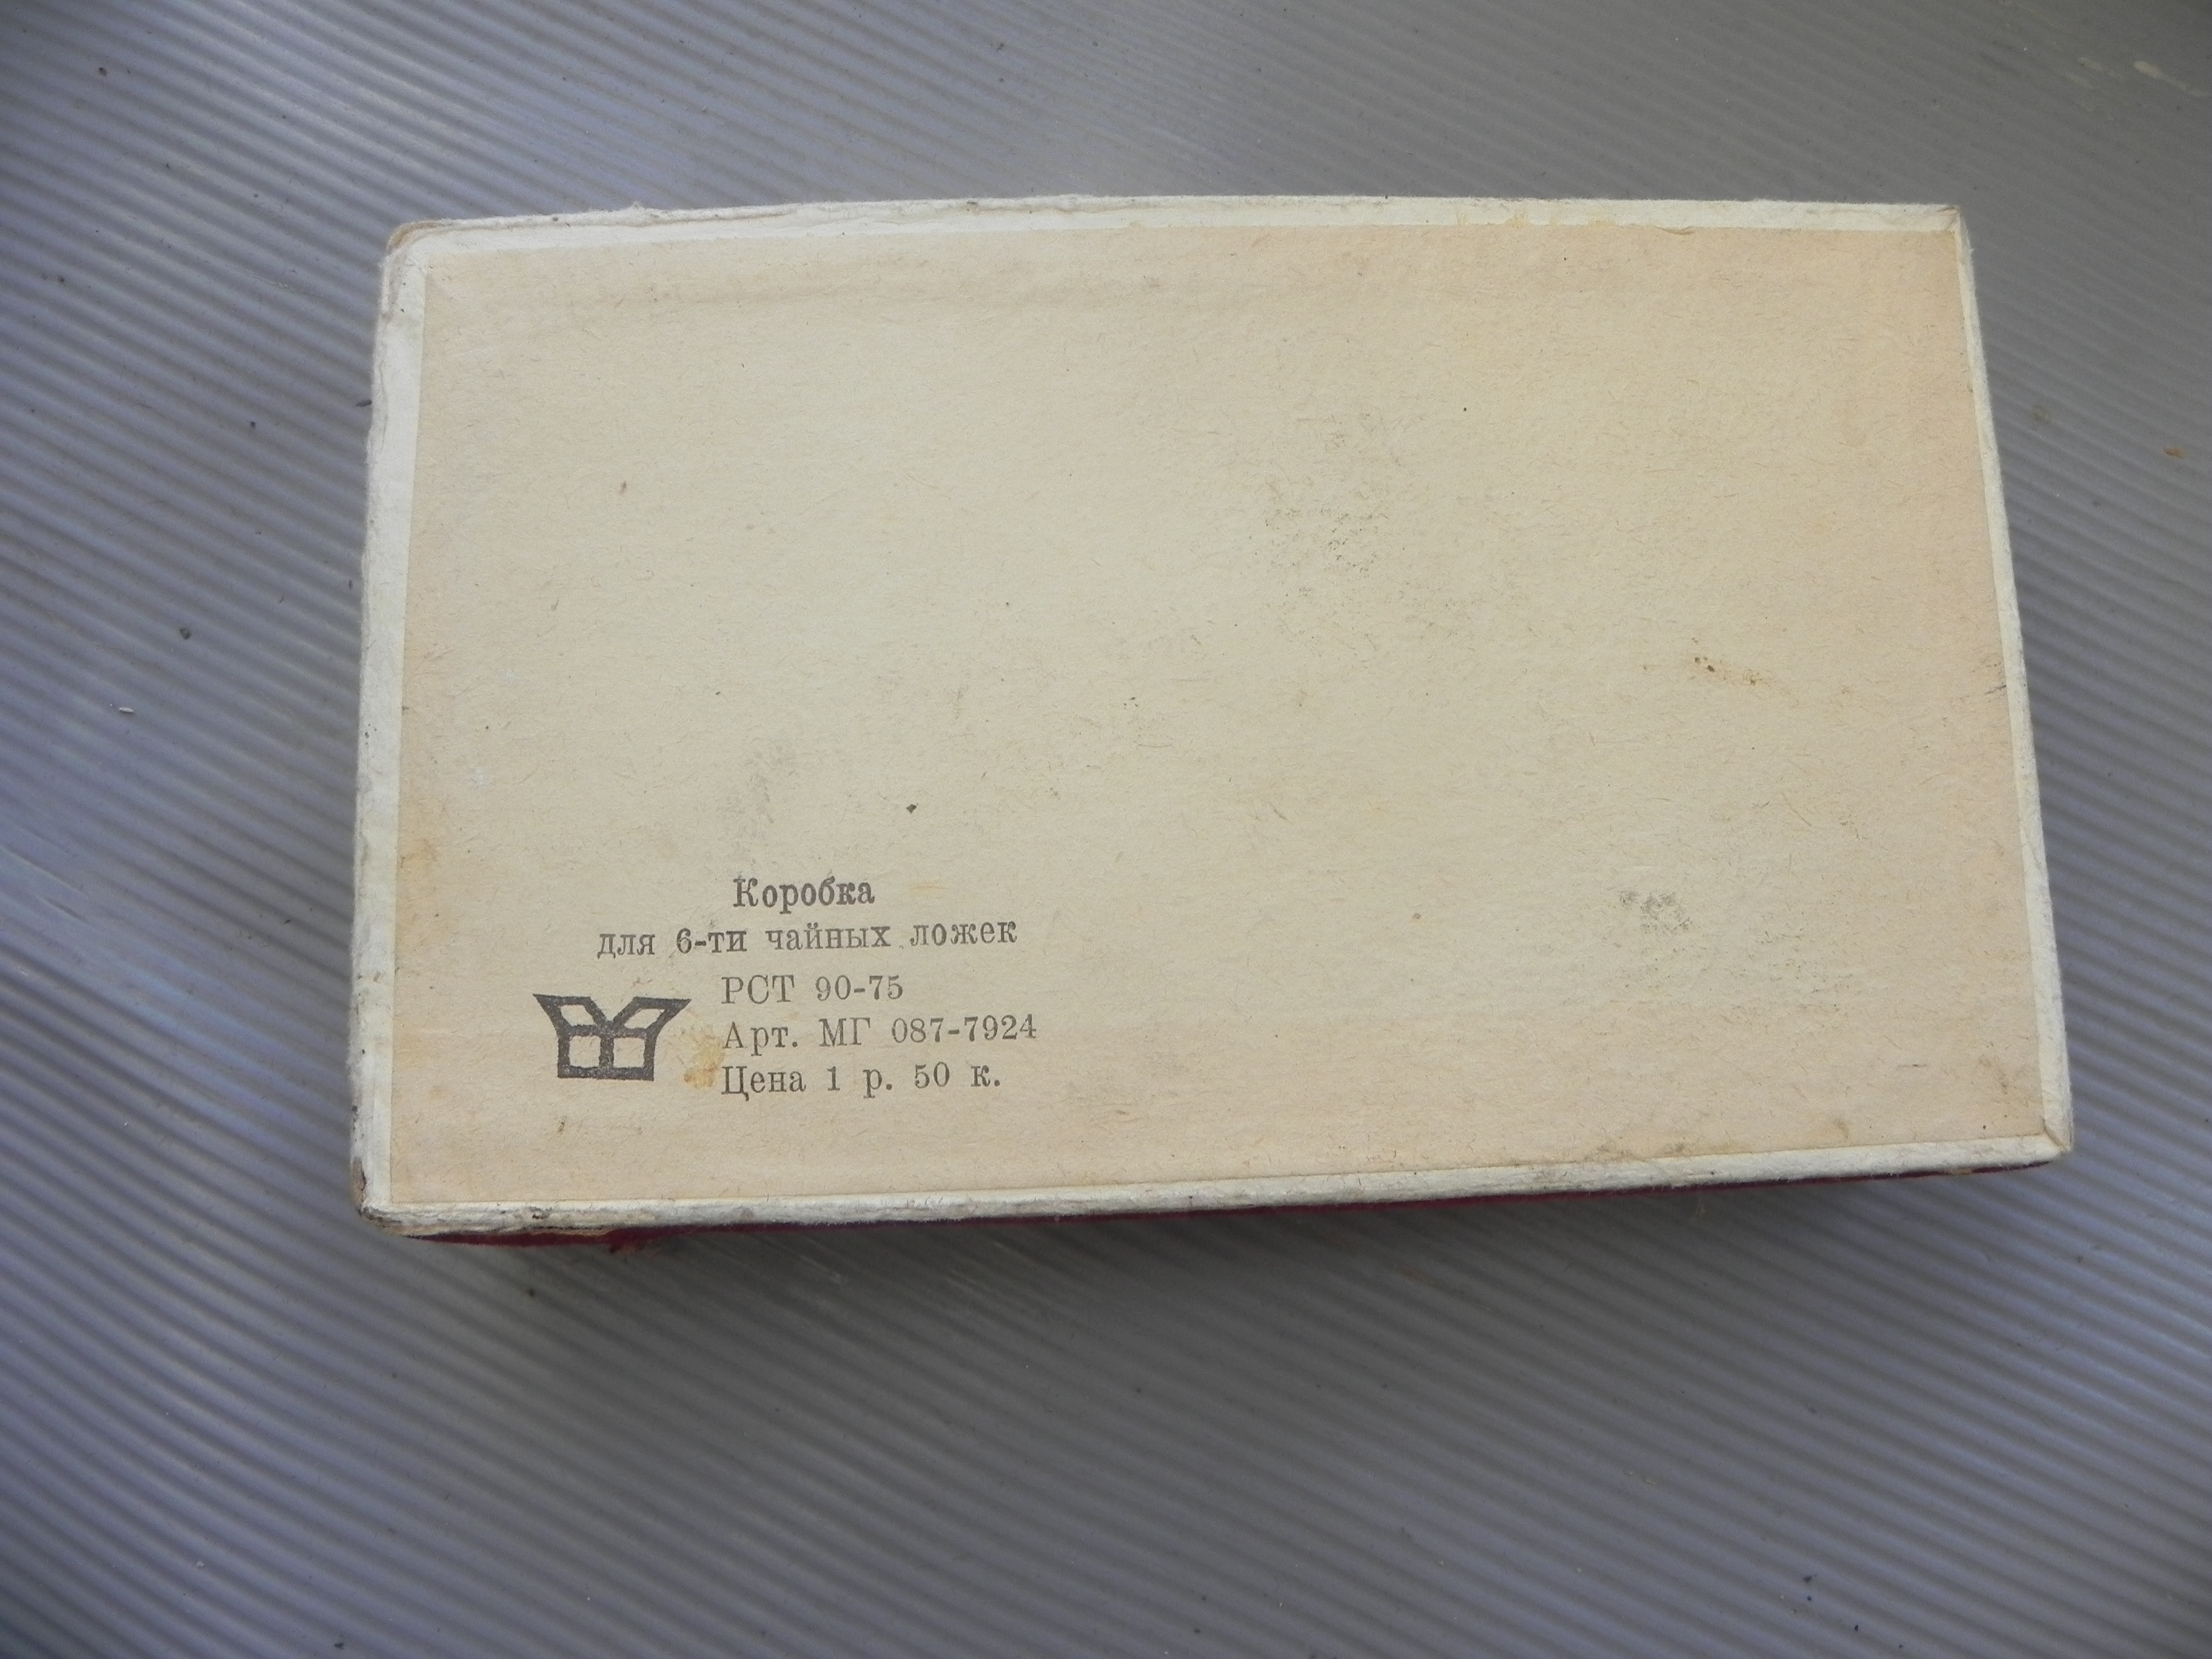 Коробка
для 6-ти чайных ложек
РСТ 90-75
Арт. МГ 087-7924
Цена 1 р. 50 к.